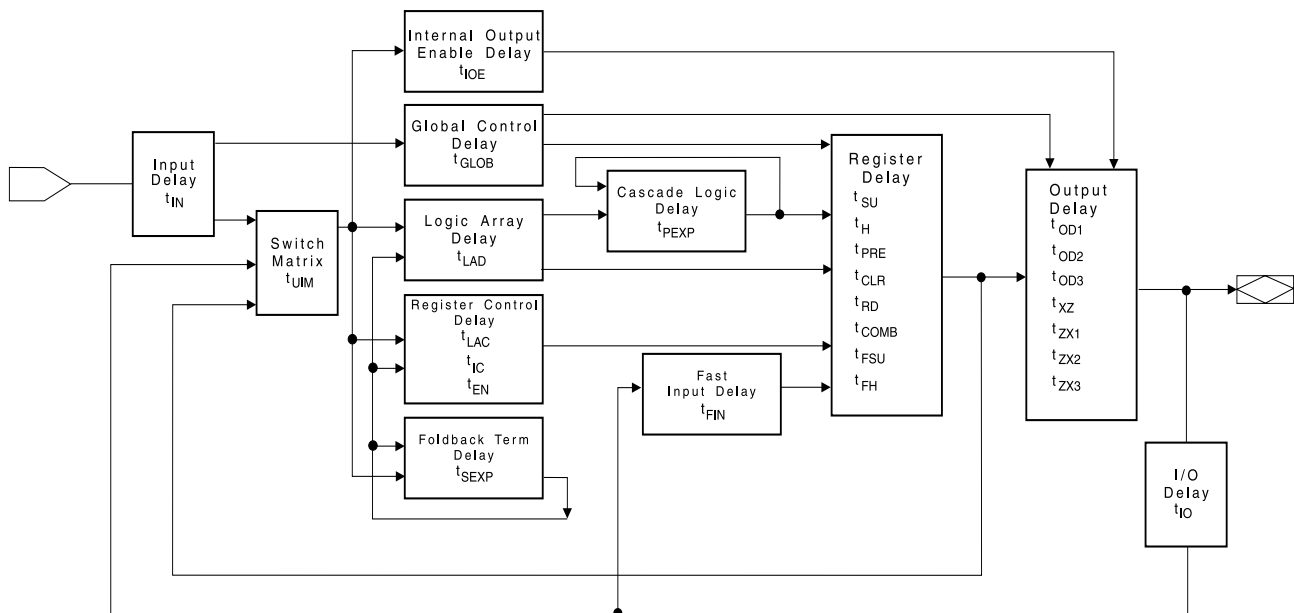 Internal Output
Enable Delay
tIOE
Global Control
Delay
tGLOB
Input
Delay
tIN
Switch
Matrix
tUIM
Logic Array
Delay
tLAD
Cascade Logic
Delay
tPEXP
Register Control
Delay
tLAC
tIC
tEN
Fast
Input Delay
tFIN
Foldback Term
Delay
tSEXP
Register
Delay
tSU
tH
tPRE
tCLR
tRD
tCOMB
tFSU
tFH
Output
Delay
tOD1
tOD2
tOD3
tXZ
tZX1
tZX2
tZX3
I/O
Delay
tIO